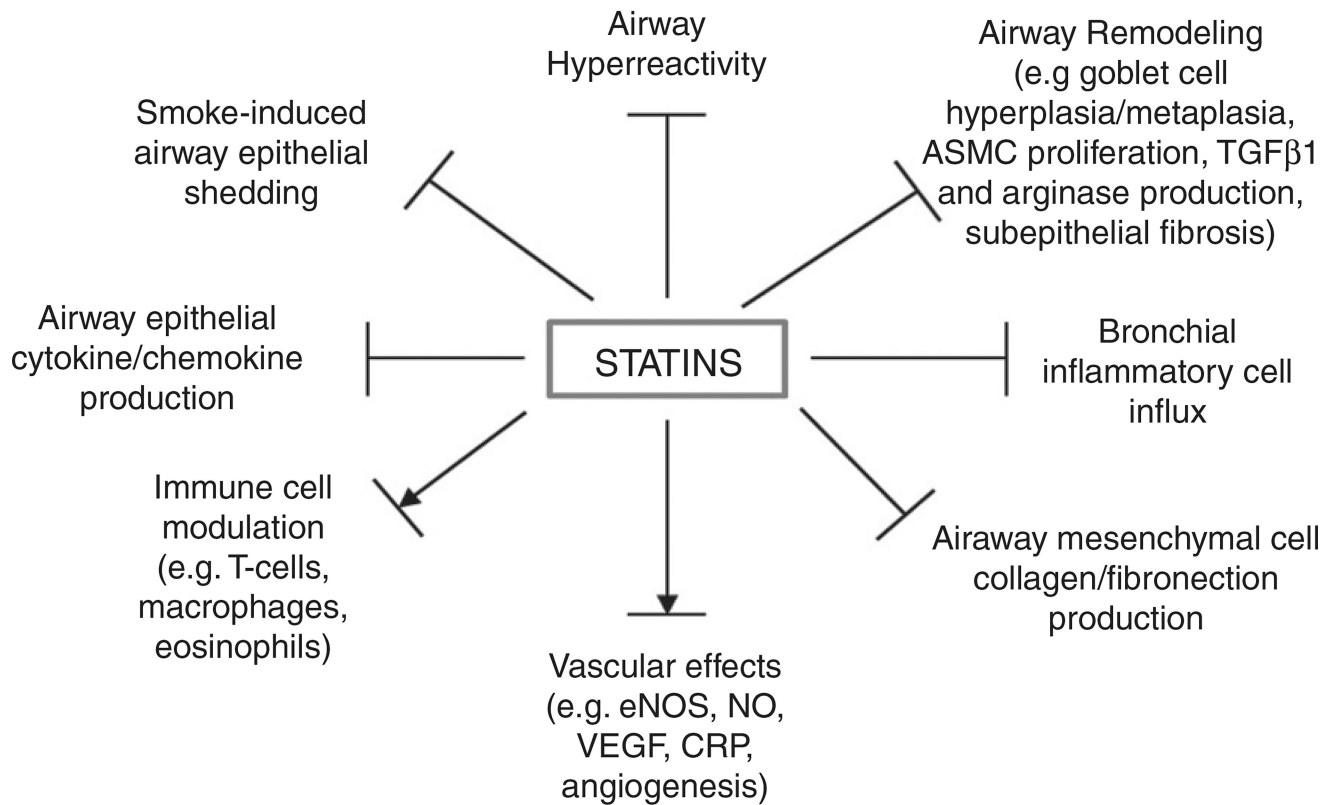 Airway
Hyperreactivity
Airway Remodeling
(e.g goblet cell
hyperplasia/metaplasia,
ASMC proliferation, TGFβ1
and arginase production,
subepithelial fibrosis)
Smoke-induced
airway epithelial
shedding
Airway epithelial
cytokine/chemokine
production
STATINS
Bronchial
inflammatory cell
influx
Immune cell
modulation
(e.g. T-cells,
macrophages,
eosinophils)
Airaway mesenchymal cell
collagen/fibronection
production
Vascular effects
(e.g. eNOS, NO,
VEGF, CRP,
angiogenesis)